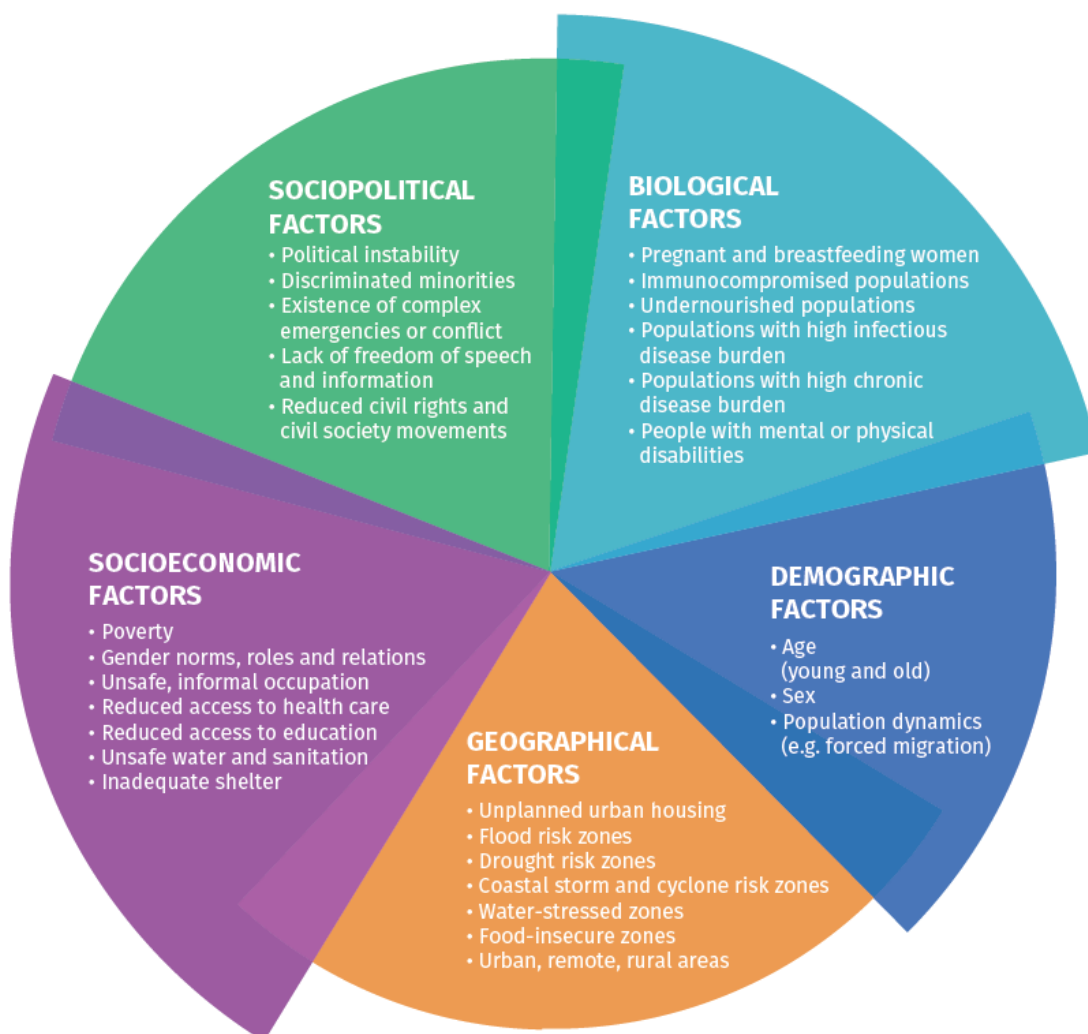 SOCIOPOLITICAL
FACTORS
• Political instability
• Discriminated minorities
• Existence of complex
emergencies or conflict
• Lack of freedom of speech
and information
• Reduced civil rights and
civil society movements
BIOLOGICAL
FACTORS
• Pregnant and breastfeeding women
• Immunocompromised populations
• Undernourished populations
• Populations with high infectious
disease burden
• Populations with high chronic
disease burden
• People with mental or physical
disabilities
SOCIOECONOMIC
FACTORS
• Poverty
• Gender norms, roles and relations
• Unsafe, informal occupation
• Reduced access to health care
• Reduced access to education
• Unsafe water and sanitation
• Inadequate shelter
DEMOGRAPHIC
FACTORS
• Age
(young and old)
• Sex
• Population dynamics
(e.g. forced migration)
GEOGRAPHICAL
FACTORS
• Unplanned urban housing
• Flood risk zones
• Drought risk zones
• Coastal storm and cyclone risk zones
• Water-stressed zones
• Food-insecure zones
• Urban, remote, rural areas